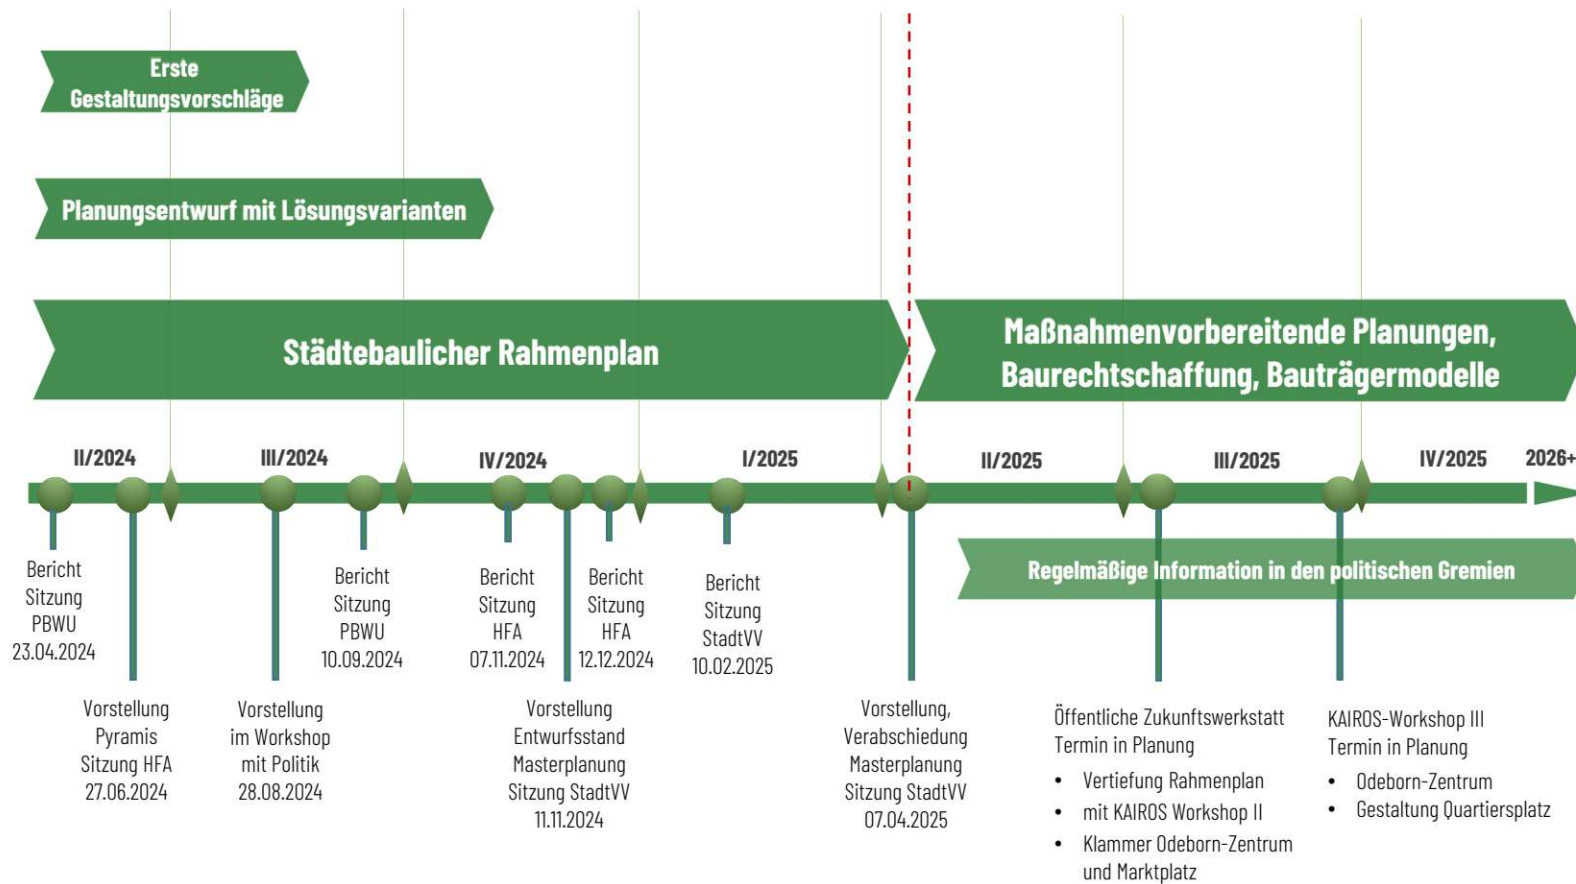 Erste
Gestaltungsvorschläge
Planungsentwurf mit Lösungsvarianten
Städtebaulicher Rahmenplan
Maßnahmenvorbereitende Planungen,
Baurechtschaffung, Bauträgermodelle
II/2024
III/2024
IV/2024
I/2025
II/2025
III/2025
IV/2025
2026+
Regelmäßige Information in den politischen Gremien
Bericht
Sitzung
PBWU
23.04.2024
Vorstellung
Pyramis
Sitzung HFA
27.06.2024
Vorstellung
im Workshop
mit Politik
28.08.2024
Bericht
Sitzung
PBWU
10.09.2024
Bericht
Sitzung
HFA
07.11.2024
Vorstellung
Entwurfsstand
Masterplanung
Sitzung StadtVV
11.11.2024
Bericht
Sitzung
HFA
12.12.2024
Bericht
Sitzung
StadtVV
10.02.2025
Vorstellung,
Verabschiedung
Masterplanung
Sitzung StadtVV
07.04.2025
Öffentliche Zukunftswerkstatt
Termin in Planung
• Vertiefung Rahmenplan
• mit KAIROS Workshop II
• Klammer Odeborn-Zentrum
und Marktplatz
KAIROS-Workshop III
Termin in Planung
• Odeborn-Zentrum
• Gestaltung Quartiersplatz